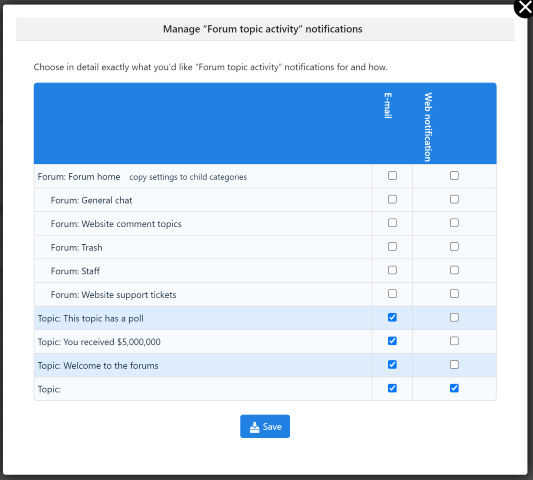 Manage "Forum topic activity" notifications
Choose in detail exactly what you'd like "Forum topic activity" notifications for and how.
E-mail
Web notification
Forum: Forum home copy settings to child categories
Forum: General chat
Forum: Website comment topics
Forum: Trash
Forum: Staff
Forum: Website support tickets
Topic: This topic has a poll
Topic: You received $5,000,000
Topic: Welcome to the forums
Topic:
Save